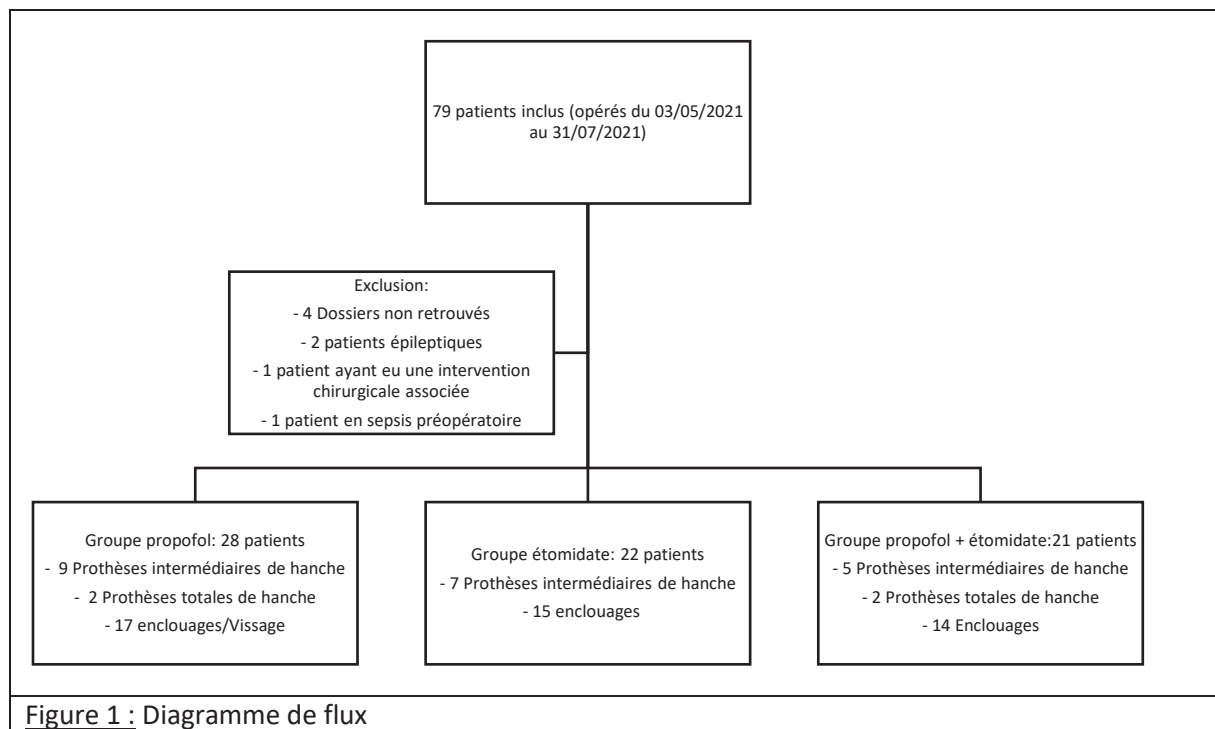 79 patients inclus (opérés du 03/05/2021
au 31/07/2021)
Exclusion:
- 4 Dossiers non retrouvés
- 2 patients épileptiques
- 1 patient ayant eu une intervention
chirurgicale associée
- 1 patient en sepsis préopératoire
Groupe propofol: 28 patients
- 9 Prothèses intermédiaires de hanche
- 2 Prothèses totales de hanche
- 17 enclouages/Vissage
Groupe étomidate: 22 patients
- 7 Prothèses intermédiaires de hanche
- 15 enclouages
Groupe propofol + étomidate:21 patients
- 5 Prothèses intermédiaires de hanche
- 2 Prothèses totales de hanche
- 14 Enclouages
Figure 1 : Diagramme de flux